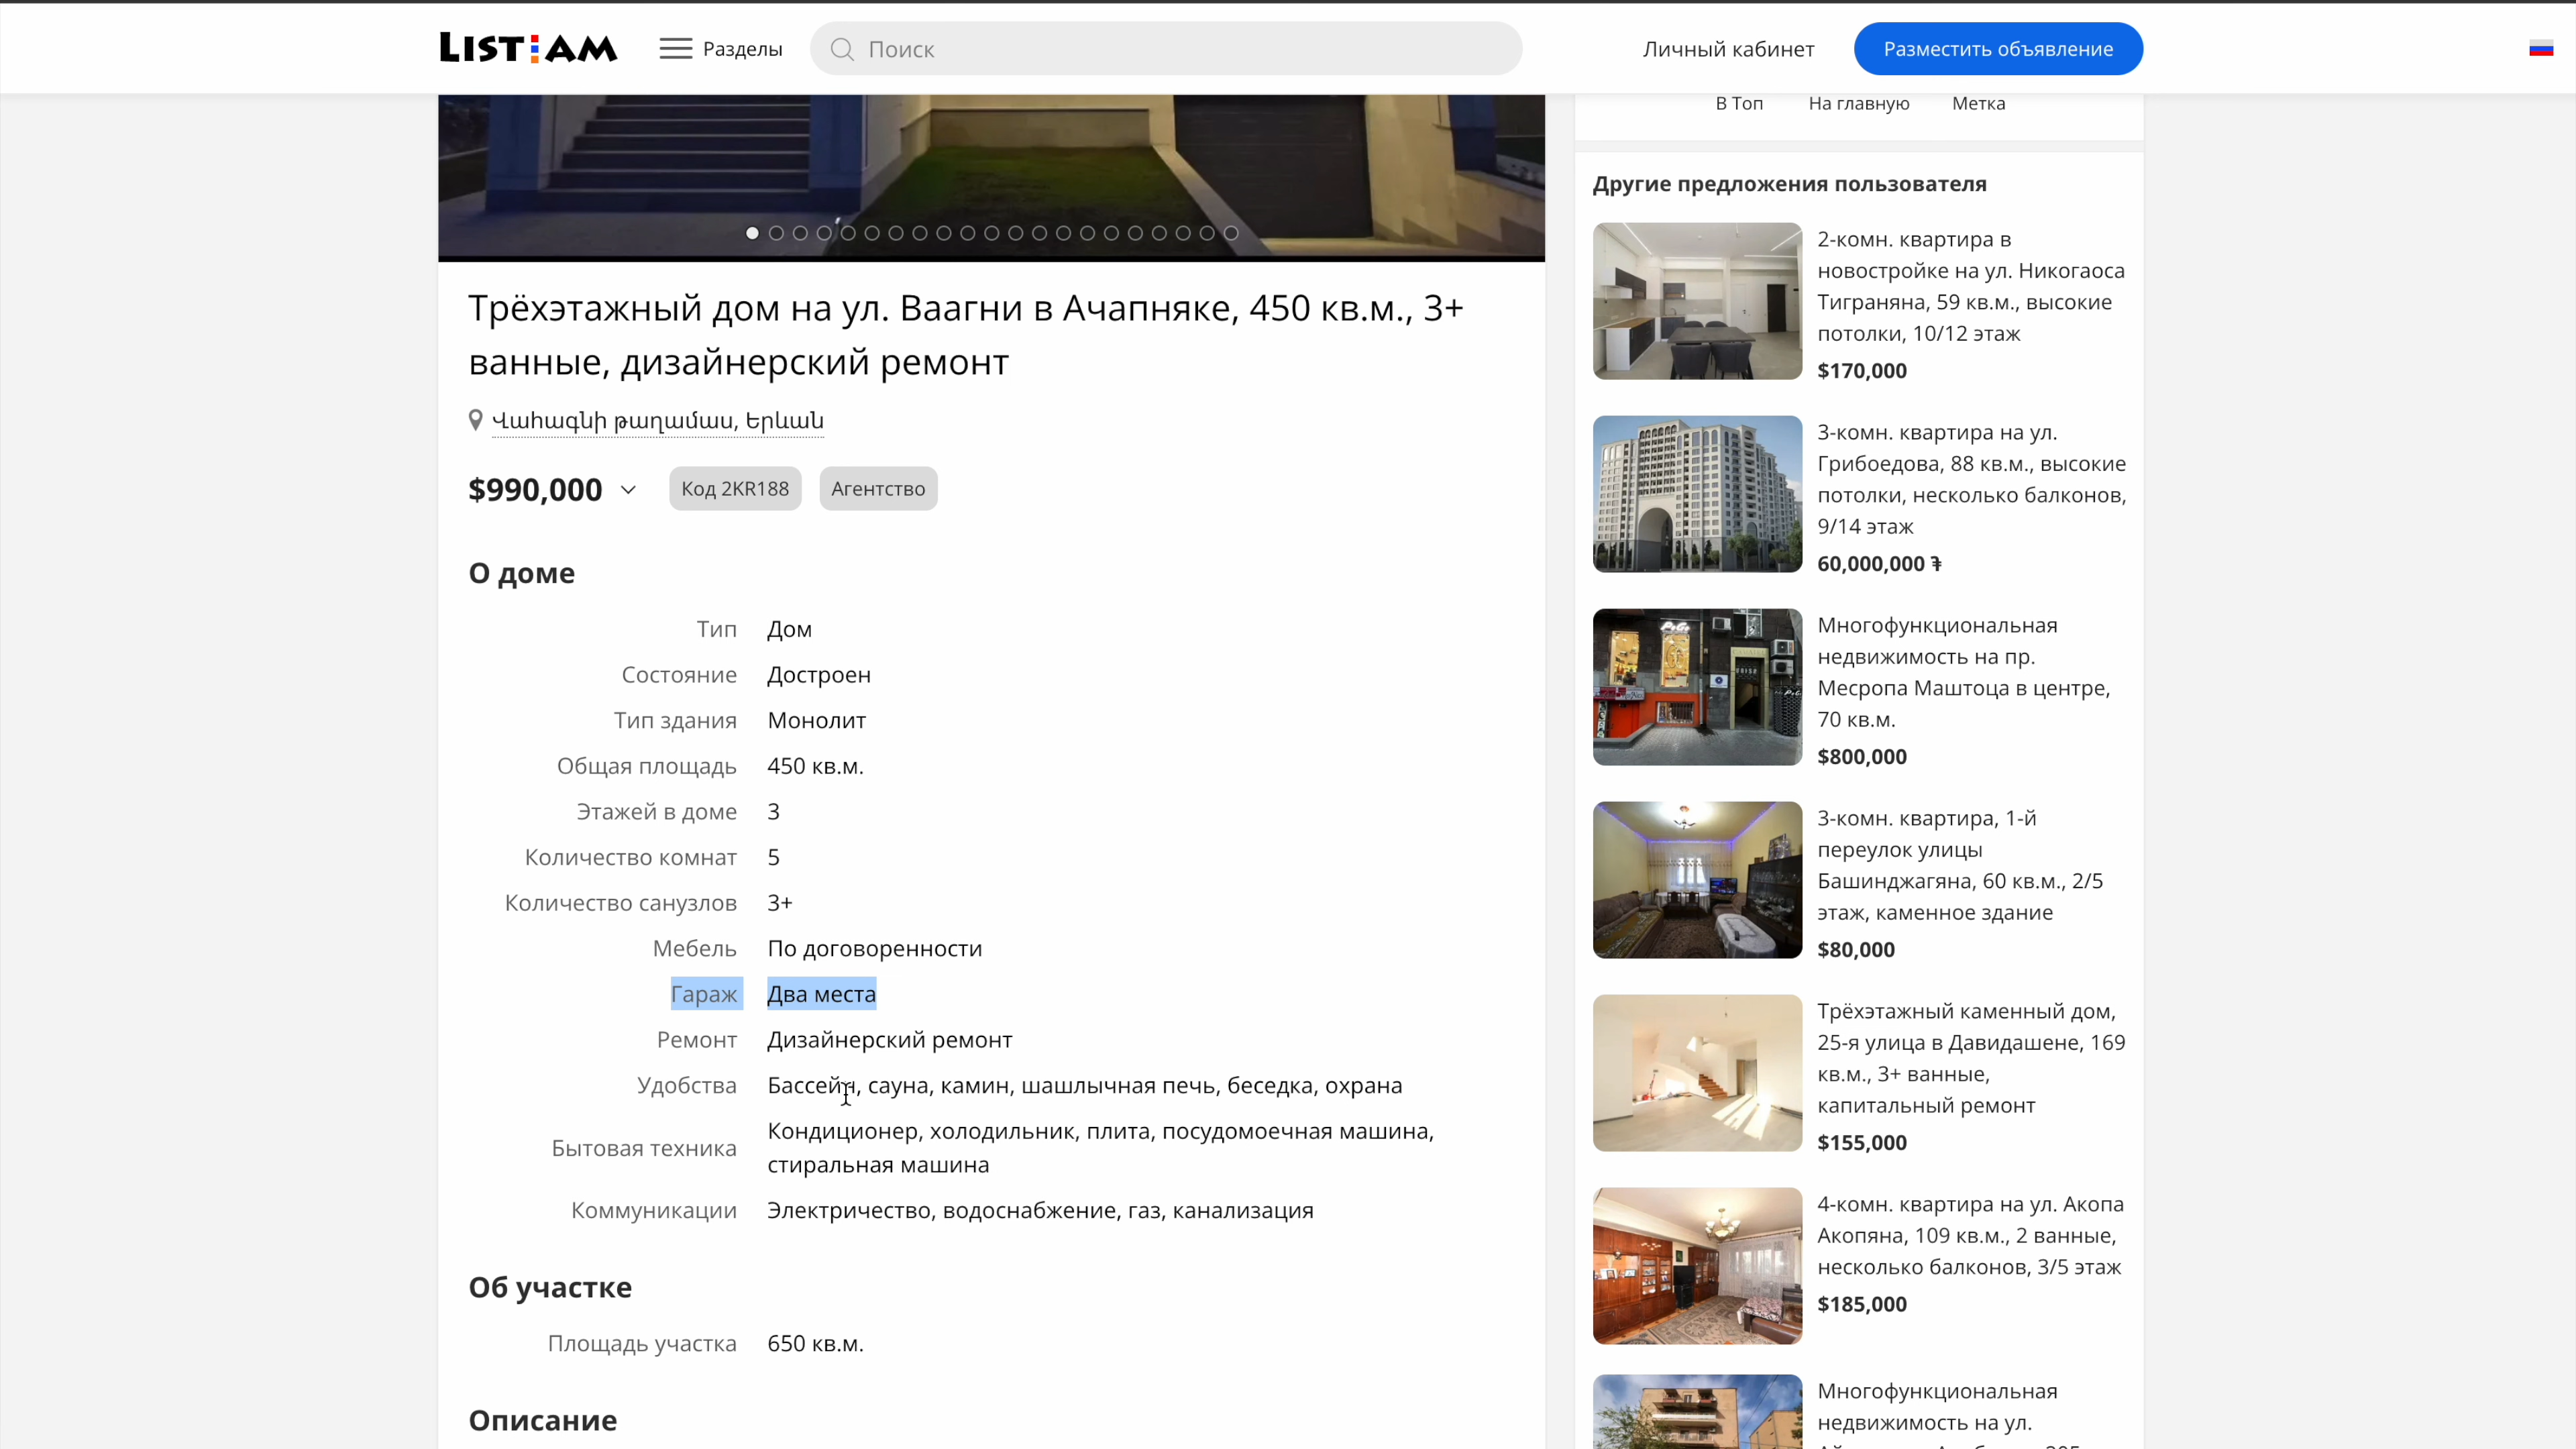 LIST AM
Разделы
Поиск
Личный кабинет
Разместить объявление
В Топ
На главную
Метка
Трёхэтажный дом на ул. Ваагни в Ачапняке, 450 кв.м., 3+
ванные, дизайнерский ремонт
Վահագնի թաղամաս, Երևան
$990,000
Код 2KR188
Агентство
О доме
Тип Дом
Состояние Достроен
Тип здания Монолит
Общая площадь 450 кв.м.
Этажей в доме 3
Количество комнат 5
Количество санузлов 3+
Мебель По договоренности
Гараж Два места
Ремонт Дизайнерский ремонт
Удобства Бассейн, сауна, камин, шашлычная печь, беседка, охрана
Бытовая техника Кондиционер, холодильник, плита, посудомоечная машина,
стиральная машина
Коммуникации Электричество, водоснабжение, газ, канализация
Об участке
Площадь участка 650 кв.м.
Описание
Другие предложения пользователя
2-комн. квартира в
новостройке на ул. Никогаоса
Тиграняна, 59 кв.м., высокие
потолки, 10/12 этаж
$170,000
3-комн. квартира на ул.
Грибоедова, 88 кв.м., высокие
потолки, несколько балконов,
9/14 этаж
60,000,000 ֏
Многофункциональная
недвижимость на пр.
Месропа Маштоца в центре,
70 кв.м.
$800,000
3-комн. квартира, 1-й
переулок улицы
Башинджагяна, 60 кв.м., 2/5
этаж, каменное здание
$80,000
Трёхэтажный каменный дом,
25-я улица в Давидашене, 169
кв.м., 3+ ванные,
капитальный ремонт
$155,000
4-комн. квартира на ул. Акопа
Акопяна, 109 кв.м., 2 ванные,
несколько балконов, 3/5 этаж
$185,000
Многофункциональная
недвижимость на ул.